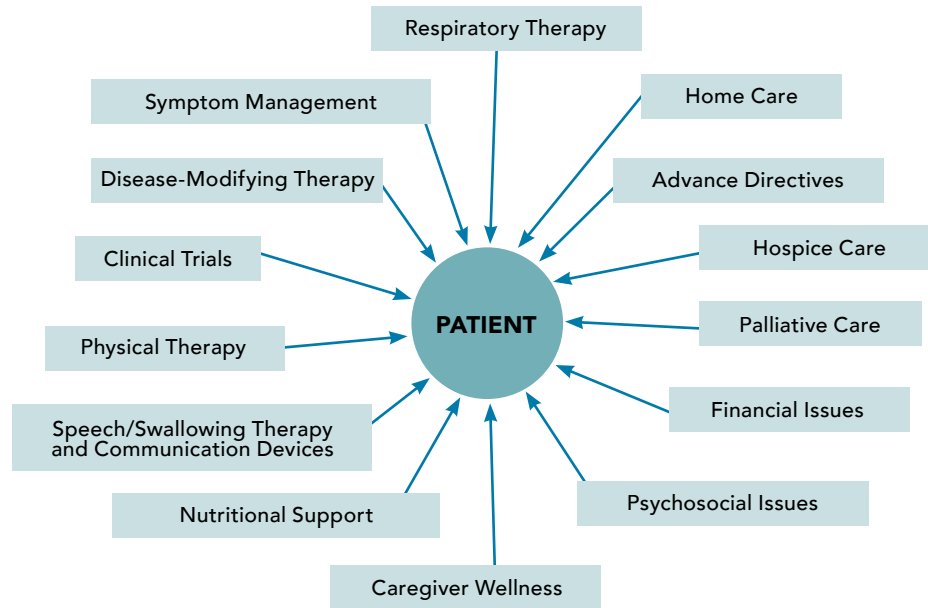 Respiratory Therapy
Symptom Management
Home Care
Disease-Modifying Therapy
Advance Directives
Clinical Trials
Hospice Care
PATIENT
Palliative Care
Physical Therapy
Financial Issues
Speech/Swallowing Therapy
and Communication Devices
Psychosocial Issues
Nutritional Support
Caregiver Wellness